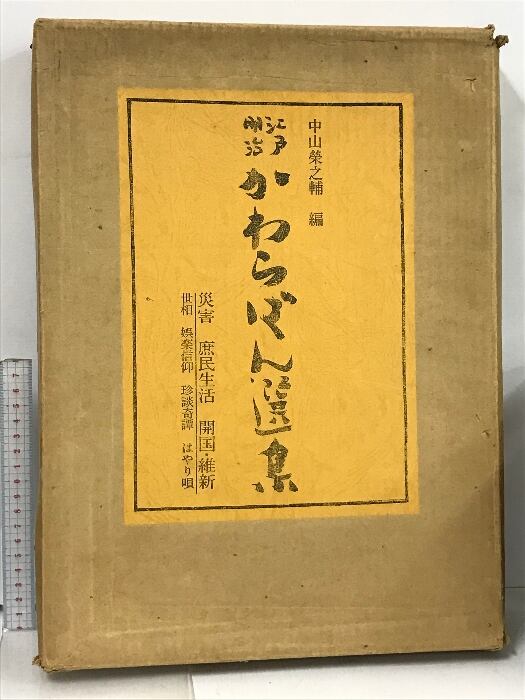 中山榮之輔 編
江戸
明治
かわらばん選集
災害 庶民生活 開国・維新
世相 娯楽信仰 珍談奇譚 はやり唄